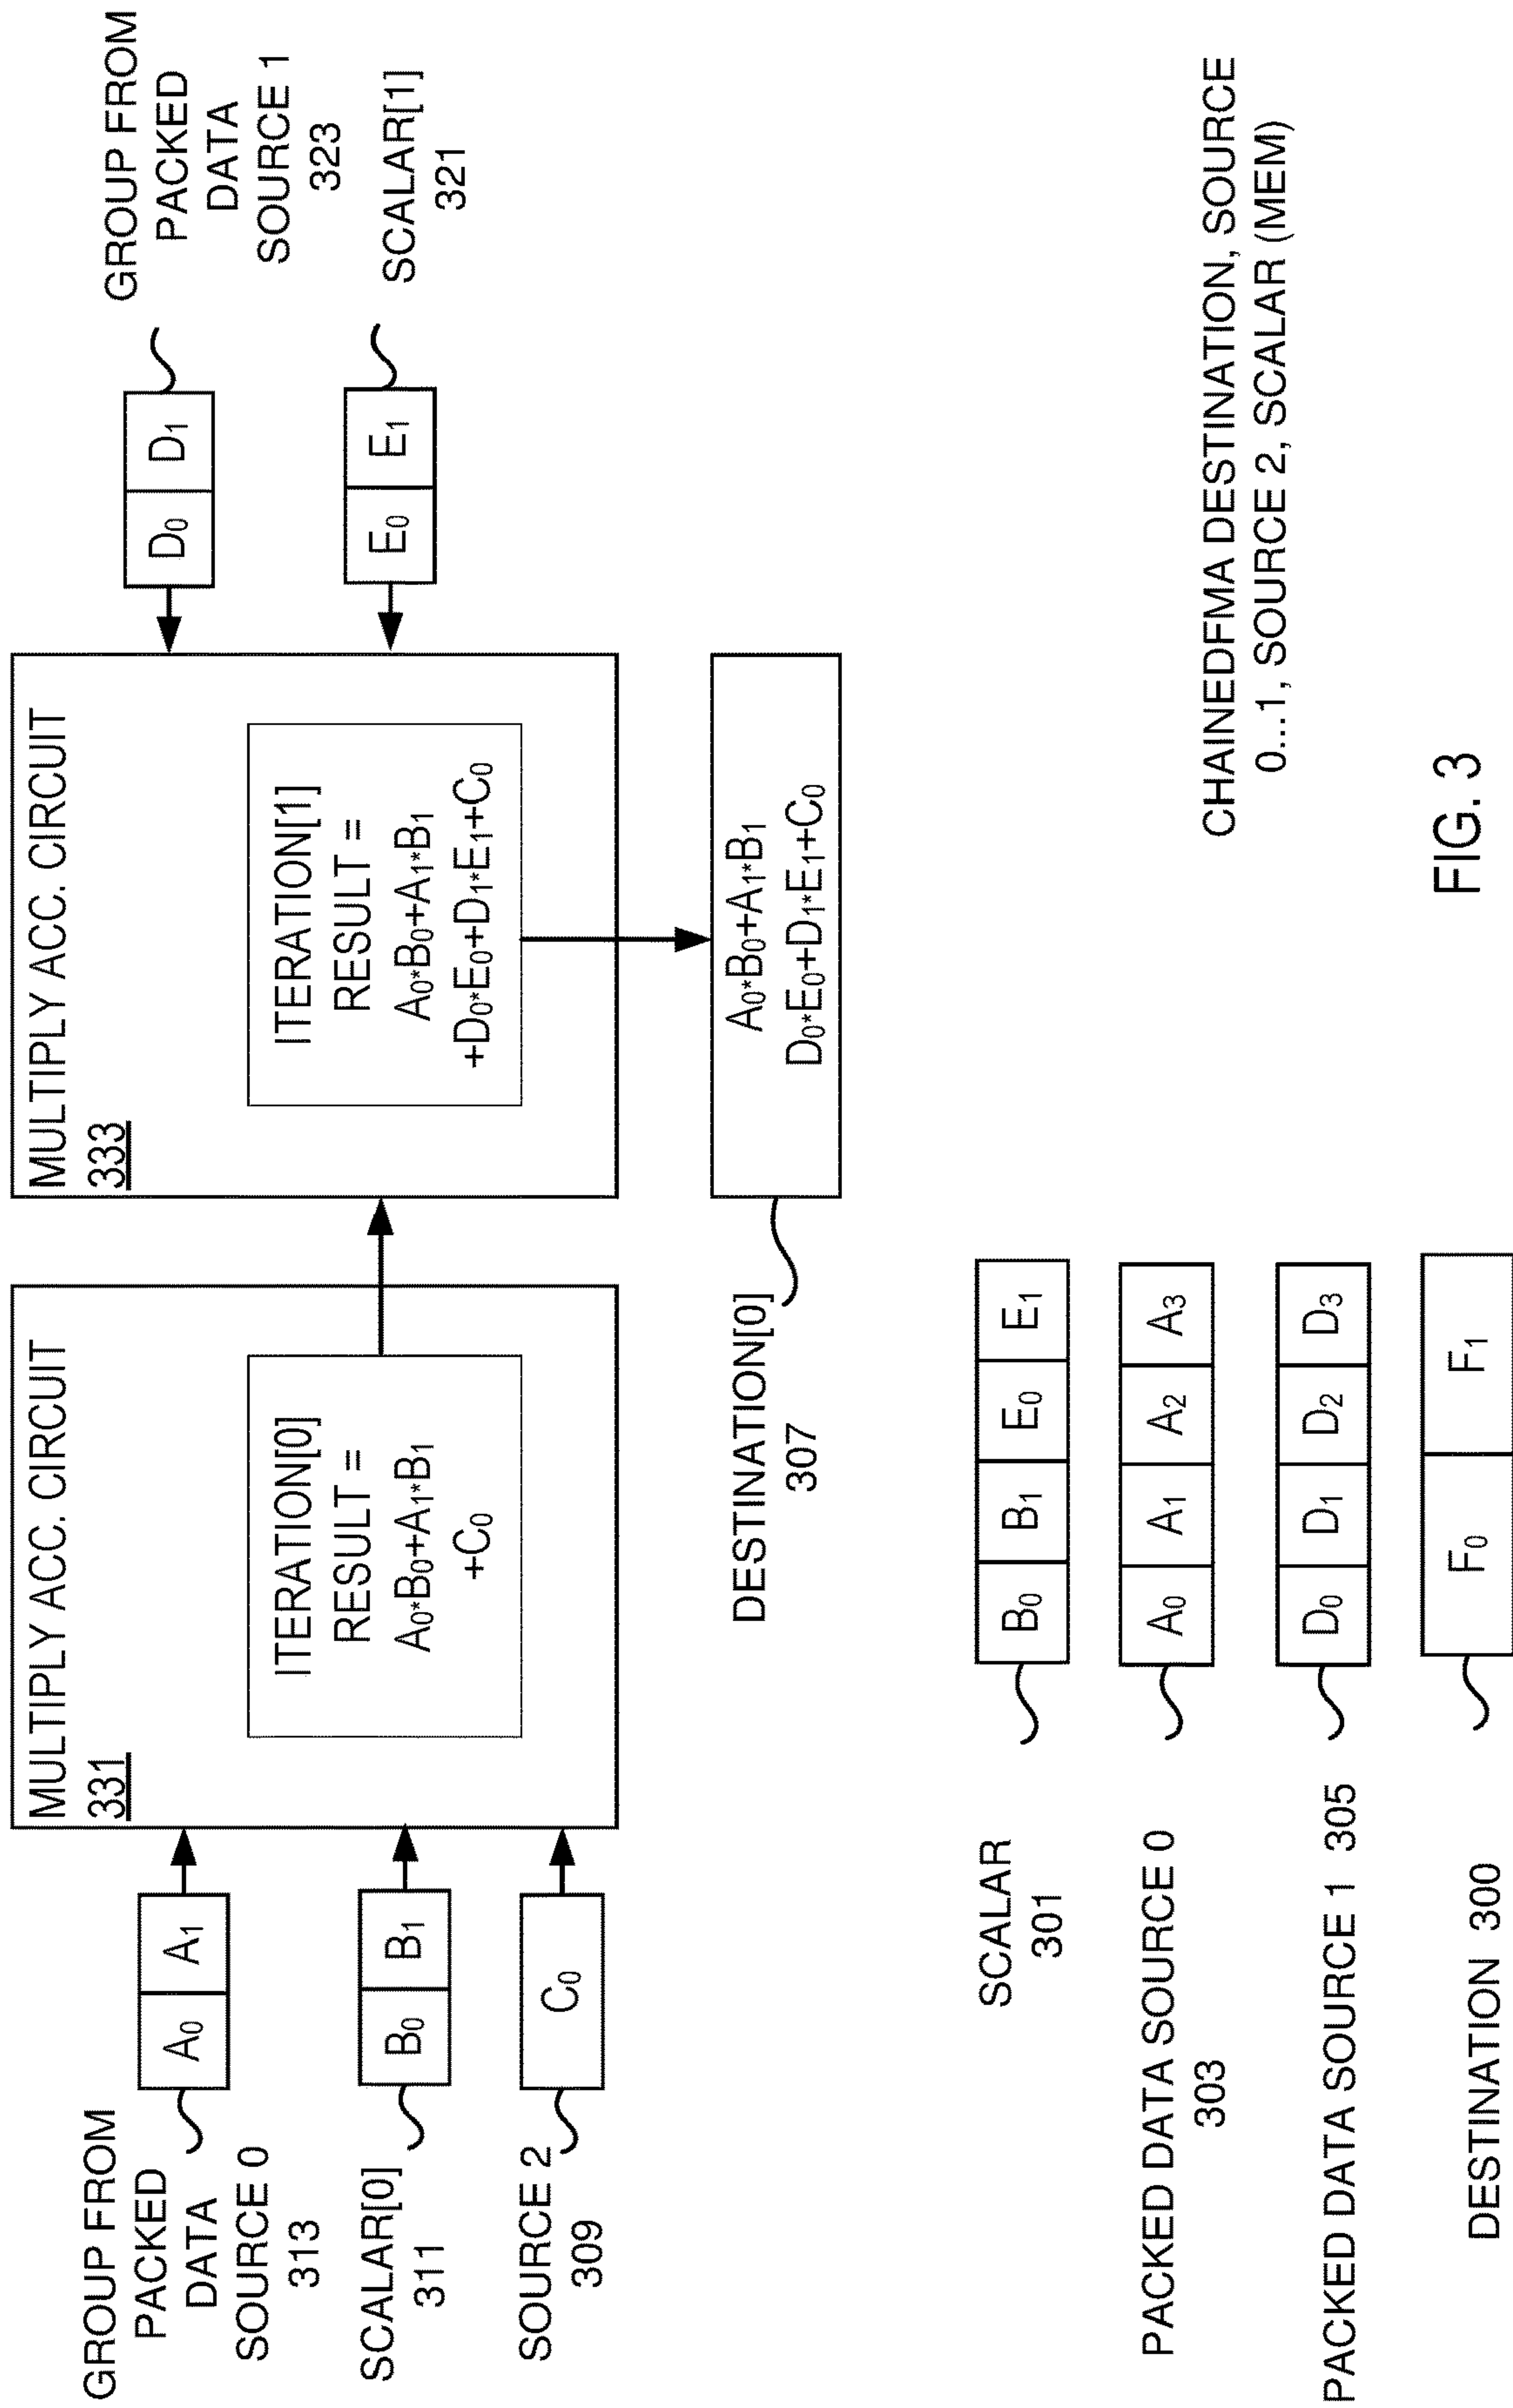 GROUP FROM
PACKED
DATA
SOURCE 0
313
A0 A1
SCALAR[0]
311
B0 B1
SOURCE 2
309
C0
MULTIPLY ACC. CIRCUIT
331
ITERATION[0]
RESULT =
A0*B0+A1*B1
+C0
MULTIPLY ACC. CIRCUIT
333
ITERATION[1]
RESULT =
A0*B0+A1*B1
+D0*E0+D1*E1+C0
GROUP FROM
PACKED
DATA
SOURCE 1
323
D0 D1
SCALAR[1]
321
E0 E1
DESTINATION[0]
307
A0*B0+A1*B1
D0*E0+D1*E1+C0
SCALAR
301
B0 B1 E0 E1
PACKED DATA SOURCE 0
303
A0 A1 A2 A3
PACKED DATA SOURCE 1 305
D0 D1 D2 D3
DESTINATION 300
F0 F1
CHAINEDFMA DESTINATION, SOURCE
0...1, SOURCE 2, SCALAR (MEM)
FIG. 3